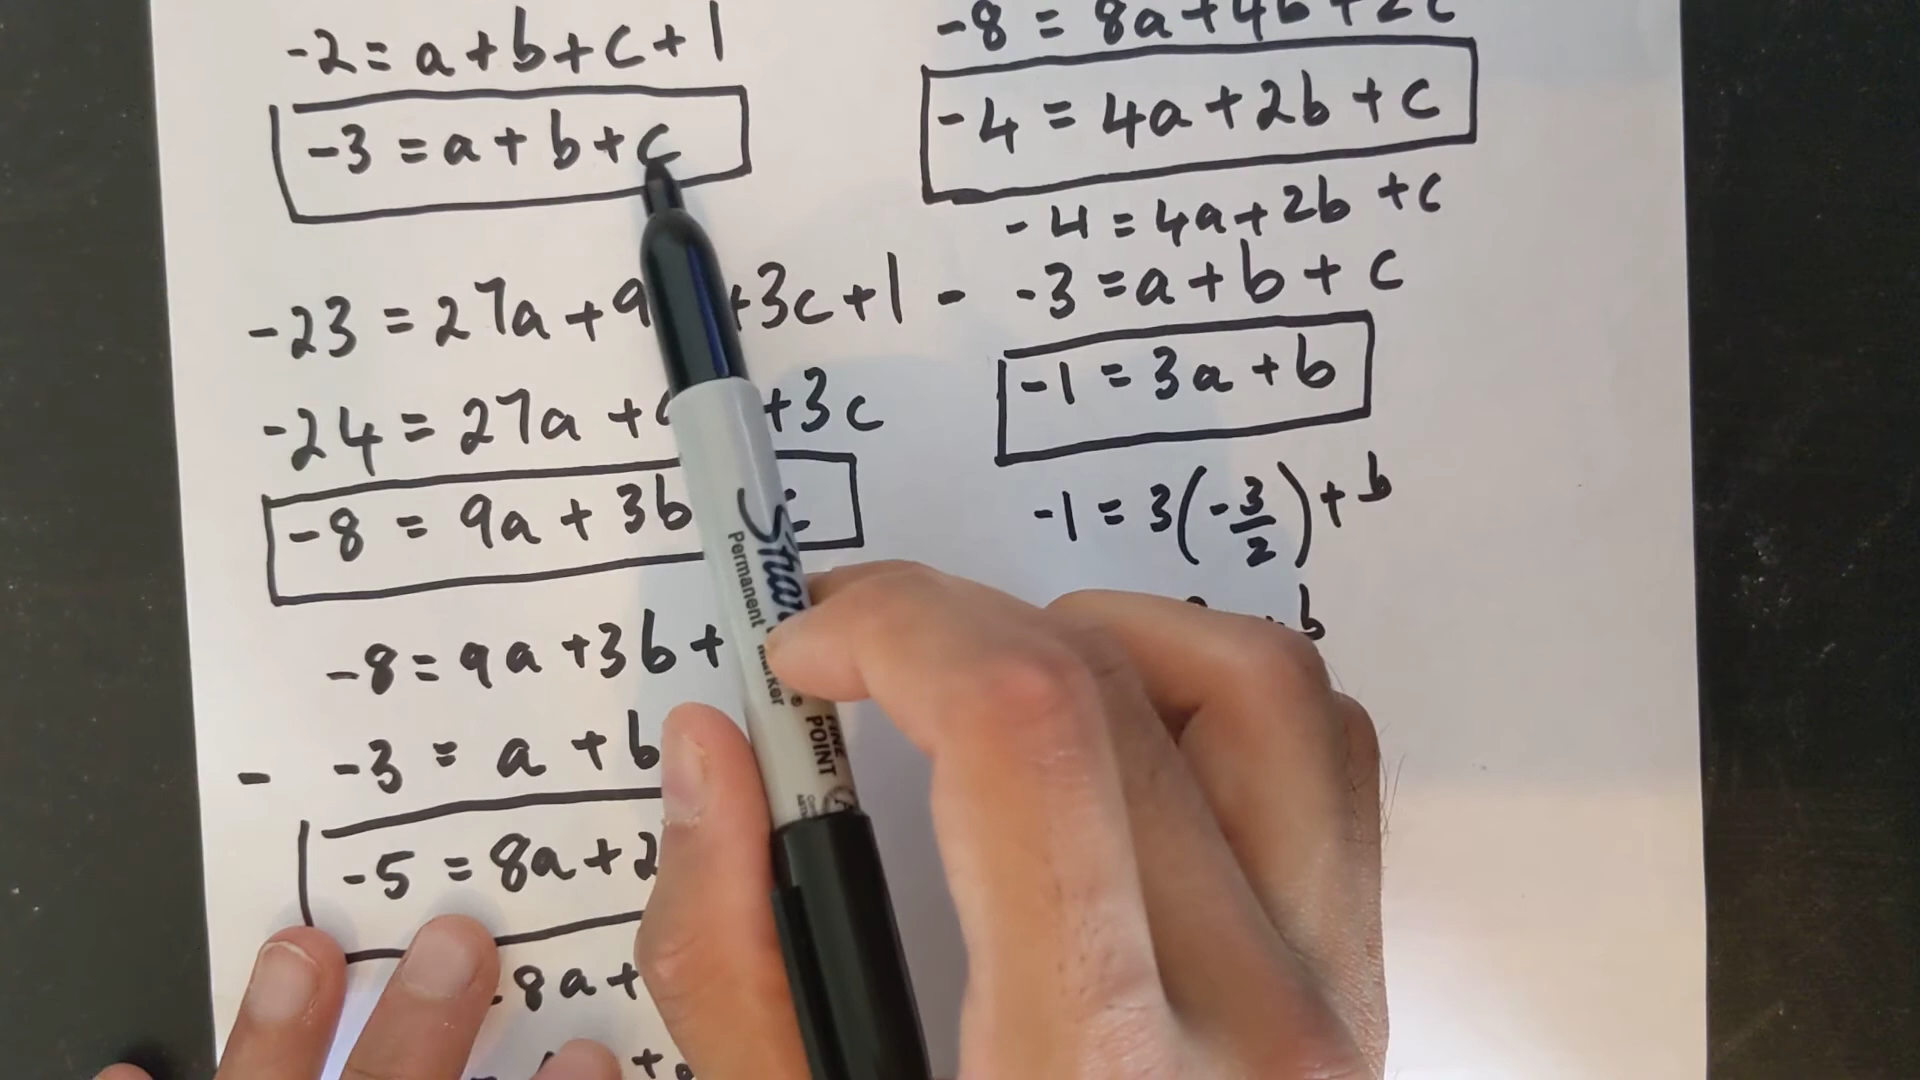 -2 = a + b + c + 1
-3 = a + b + c
-23 = 27a + 9 + 3c + 1
-24 = 27a + + 3c
-8 = 9a + 3b
-8 = 9a + 3b +
- -3 = a + b
-5 = 8a + 2
8a +
-8 = 8a + 4b + 2c
-4 = 4a + 2b + c
-4 = 4a + 2b + c
- -3 = a + b + c
-1 = 3a + b
-1 = 3(-3/2) + b
b
Permanent
FINE
POINT